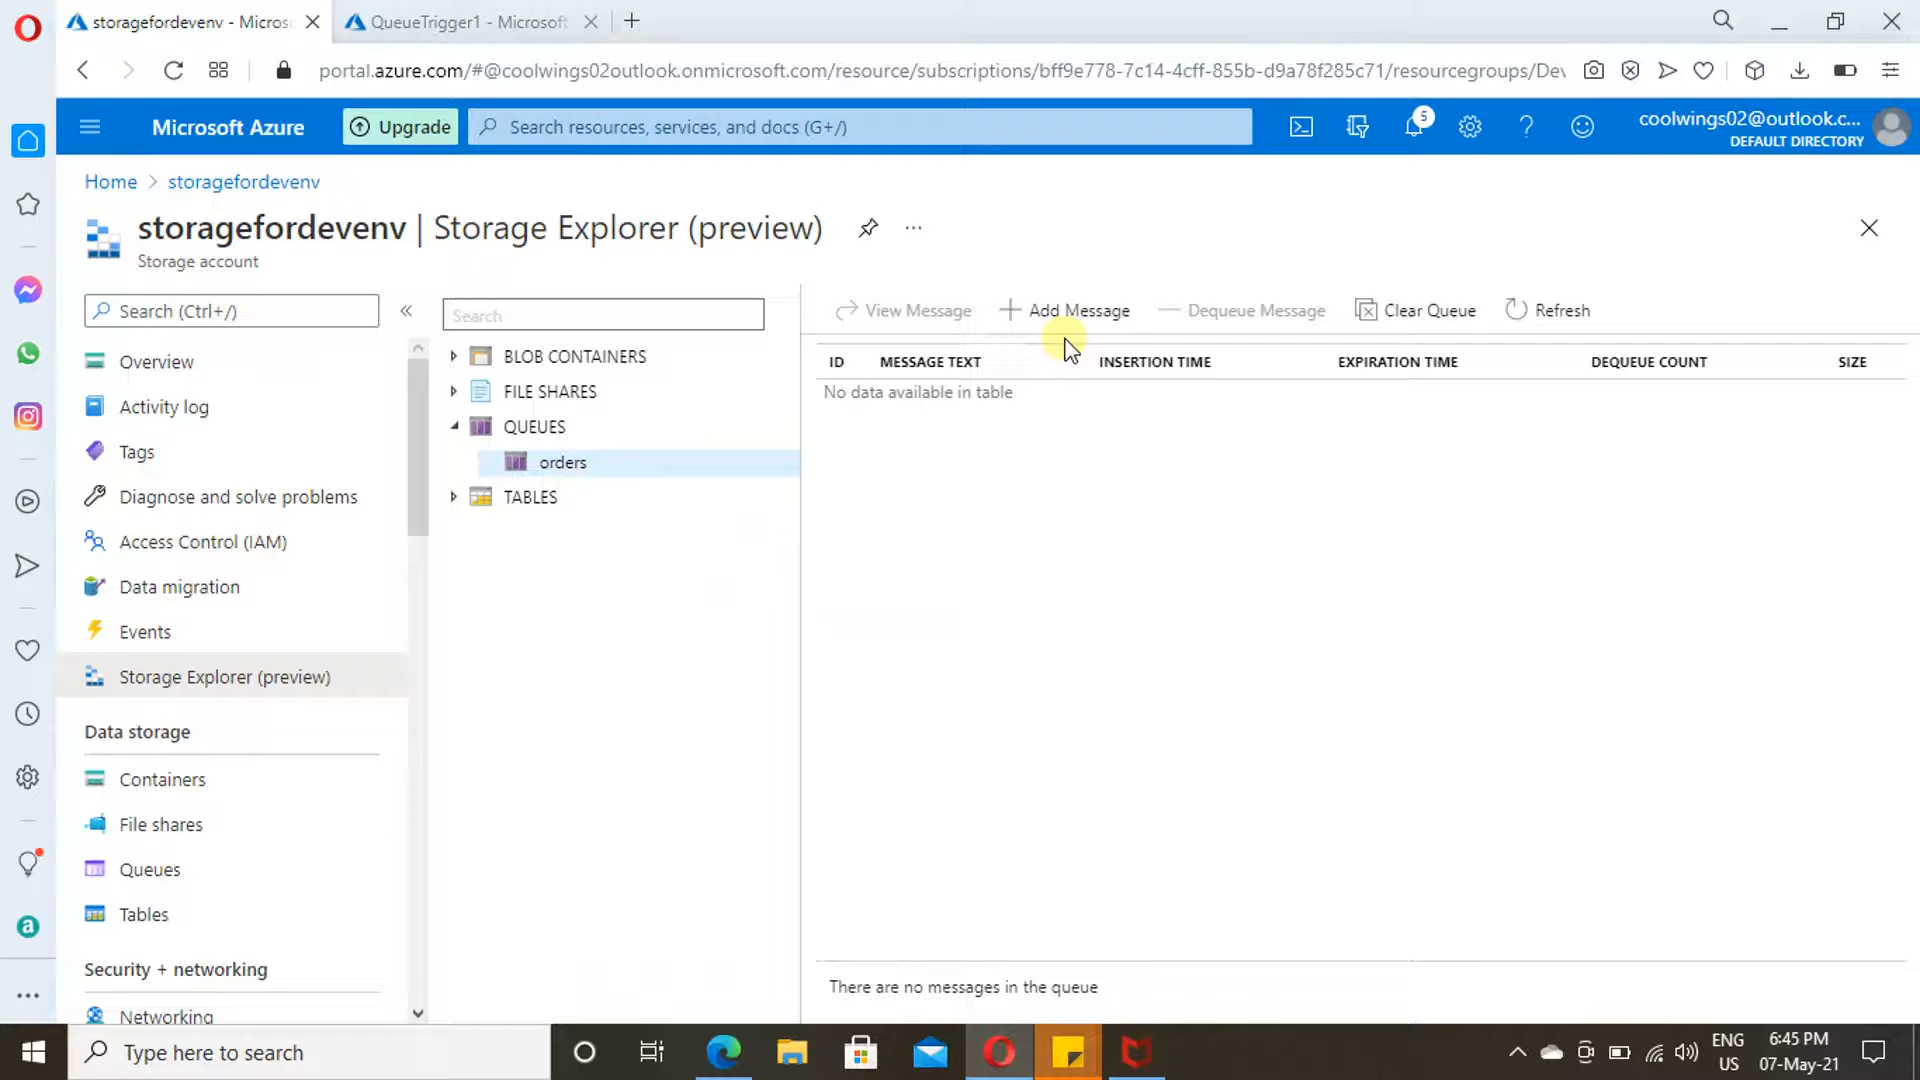 storagefordevenv - Micros
QueueTrigger1 - Microsoft
portal.azure.com/#@coolwings02outlook.onmicrosoft.com/resource/subscriptions/bff9e778-7c14-4cff-855b-d9a78f285c71/resourcegroups/Dev
Microsoft Azure
Upgrade
Search resources, services, and docs (G+/)
5
coolwings02@outlook.c...
DEFAULT DIRECTORY
Home > storagefordevenv
storagefordevenv | Storage Explorer (preview)
Storage account
Search (Ctrl+/)
Overview
Activity log
Tags
Diagnose and solve problems
Access Control (IAM)
Data migration
Events
Storage Explorer (preview)
Data storage
Containers
File shares
Queues
Tables
Security + networking
Networking
Search
BLOB CONTAINERS
FILE SHARES
QUEUES
orders
TABLES
View Message
Add Message
Dequeue Message
Clear Queue
Refresh
ID MESSAGE TEXT INSERTION TIME EXPIRATION TIME DEQUEUE COUNT SIZE
No data available in table
There are no messages in the queue
Type here to search
ENG
US
6:45 PM
07-May-21